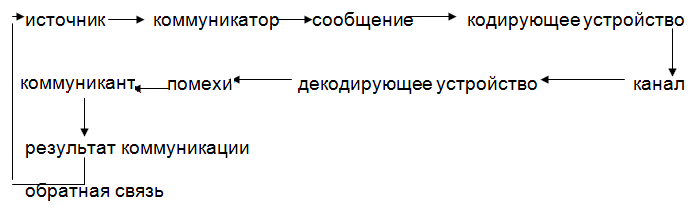 источник коммуникатор сообщение кодирующее устройство
коммуникант помехи декодирующее устройство канал
результат коммуникации
обратная связь